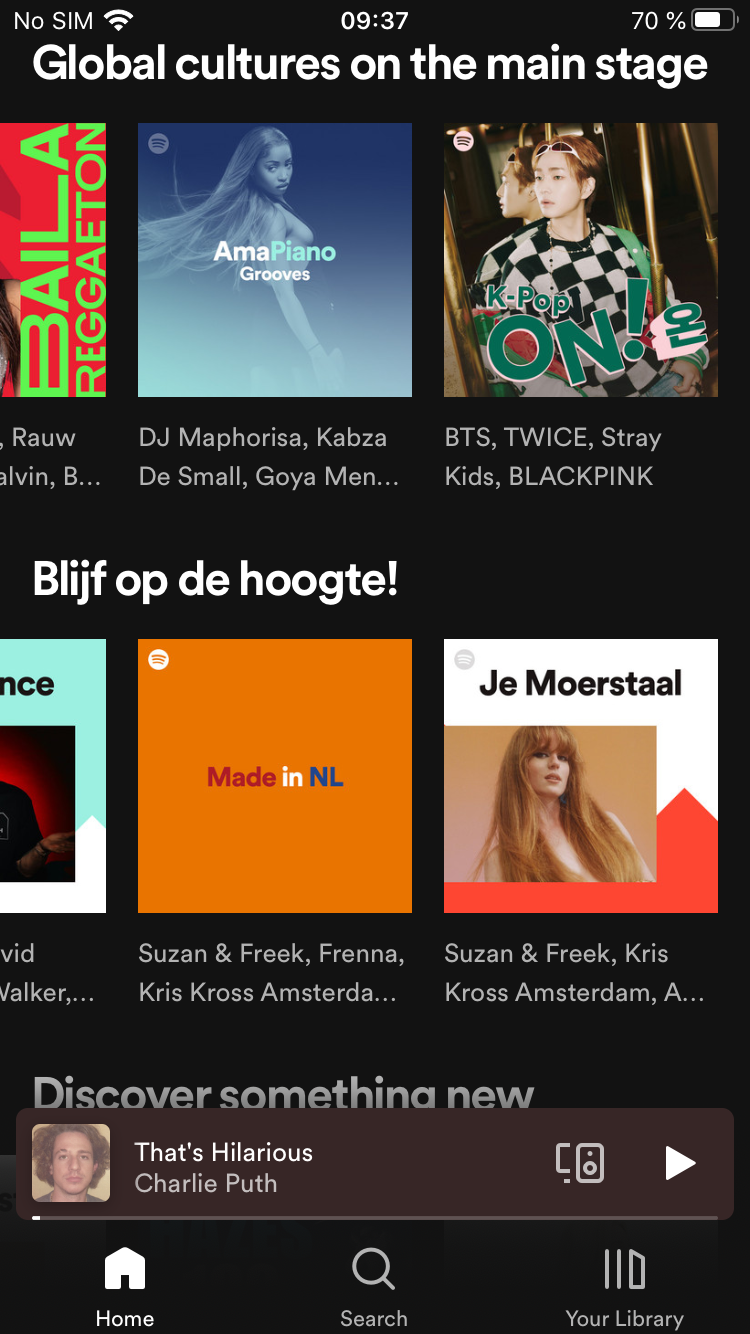 No SIM 09:37 70 %
Global cultures on the main stage
BAILA
REGGAETON
AmaPiano
Grooves
K-Pop
ON! 온
, Rauw
alvin, B...
DJ Maphorisa, Kabza
De Small, Goya Men...
BTS, TWICE, Stray
Kids, BLACKPINK
Blijf op de hoogte!
nce
Made in NL
Je Moerstaal
vid
Walker,...
Suzan & Freek, Frenna,
Kris Kross Amsterda...
Suzan & Freek, Kris
Kross Amsterdam, A...
Discover something new
That's Hilarious
Charlie Puth
Home
Search
Your Library